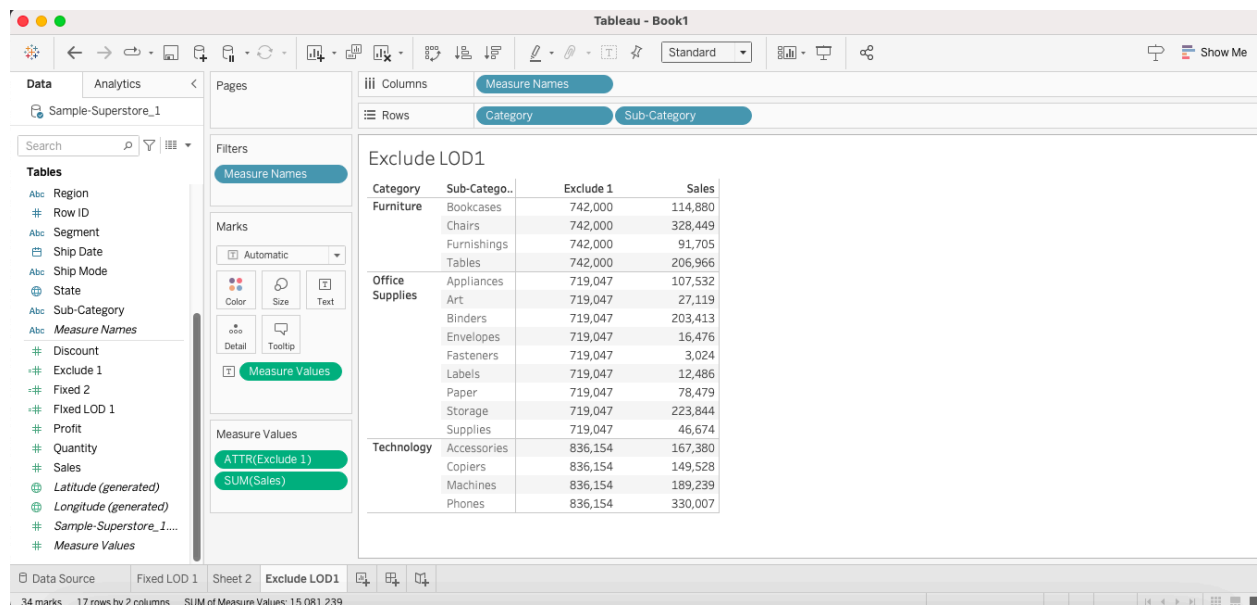 Tableau - Book1
Standard
Show Me
Data Analytics
Sample-Superstore_1
Search
Tables
Abc Region
# Row ID
Abc Segment
Ship Date
Abc Ship Mode
State
Abc Sub-Category
Abc Measure Names
# Discount
=# Exclude 1
=# Fixed 2
=# FIxed LOD 1
# Profit
# Quantity
# Sales
Latitude (generated)
Longitude (generated)
# Sample-Superstore_1....
# Measure Values
Pages
Filters
Measure Names
Marks
Automatic
Color Size Text
Detail Tooltip
Measure Values
Measure Values
ATTR(Exclude 1)
SUM(Sales)
Columns Measure Names
Rows Category Sub-Category
Exclude LOD1
Category Sub-Catego.. Exclude 1 Sales
Furniture Bookcases 742,000 114,880
Chairs 742,000 328,449
Furnishings 742,000 91,705
Tables 742,000 206,966
Office Appliances 719,047 107,532
Supplies Art 719,047 27,119
Binders 719,047 203,413
Envelopes 719,047 16,476
Fasteners 719,047 3,024
Labels 719,047 12,486
Paper 719,047 78,479
Storage 719,047 223,844
Supplies 719,047 46,674
Technology Accessories 836,154 167,380
Copiers 836,154 149,528
Machines 836,154 189,239
Phones 836,154 330,007
Data Source Fixed LOD 1 Sheet 2 Exclude LOD1
34 marks 17 rows by 2 columns SUM of Measure Values: 15,081,239